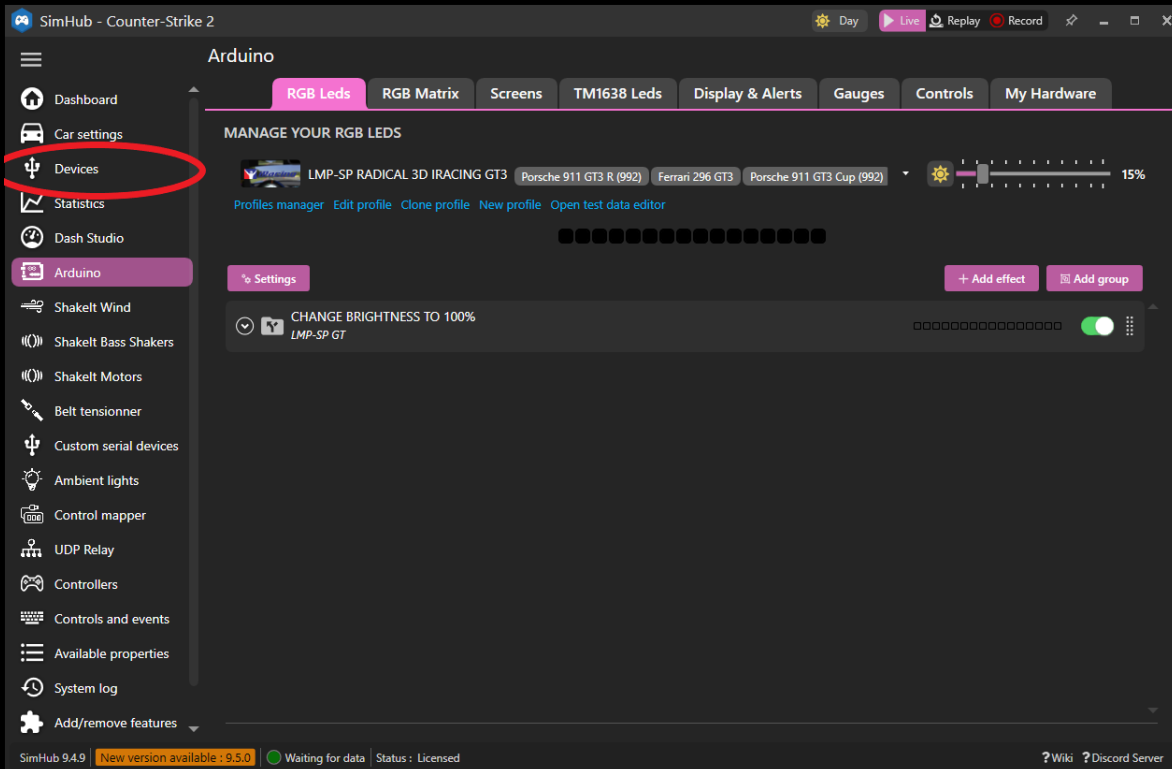 SimHub - Counter-Strike 2
Day
Live
Replay
Record
Arduino
Dashboard
Car settings
Devices
Statistics
Dash Studio
Arduino
ShakeIt Wind
ShakeIt Bass Shakers
ShakeIt Motors
Belt tensionner
Custom serial devices
Ambient lights
Control mapper
UDP Relay
Controllers
Controls and events
Available properties
System log
Add/remove features
RGB Leds
RGB Matrix
Screens
TM1638 Leds
Display & Alerts
Gauges
Controls
My Hardware
MANAGE YOUR RGB LEDS
LMP-SP RADICAL 3D IRACING GT3
Porsche 911 GT3 R (992)
Ferrari 296 GT3
Porsche 911 GT3 Cup (992)
15%
Profiles manager
Edit profile
Clone profile
New profile
Open test data editor
Settings
Add effect
Add group
CHANGE BRIGHTNESS TO 100%
LMP-SP GT
SimHub 9.4.9
New version available : 9.5.0
Waiting for data
Status : Licensed
?Wiki
?Discord Server